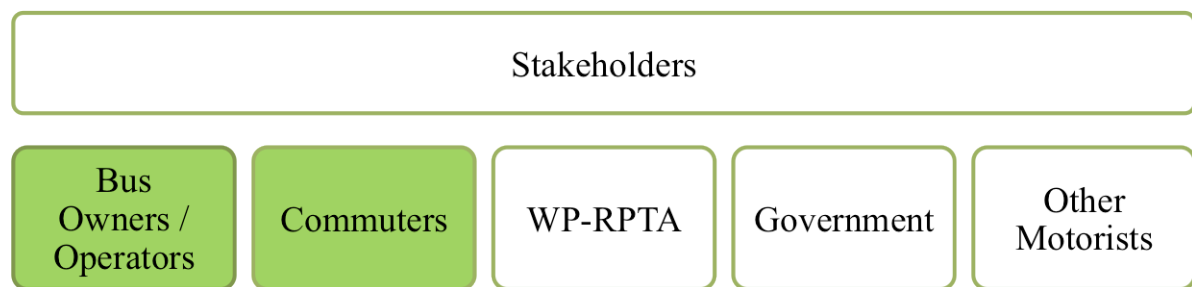 Stakeholders
Bus
Owners /
Operators
Commuters
WP-RPTA
Government
Other
Motorists